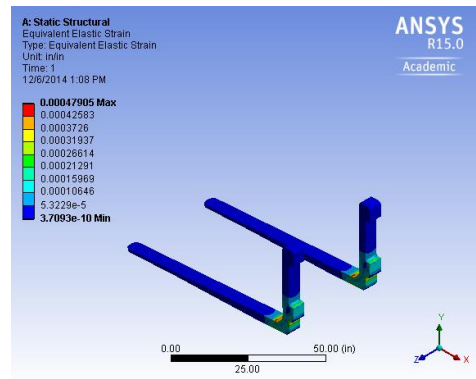 A: Static Structural
Equivalent Elastic Strain
Type: Equivalent Elastic Strain
Unit: in/in
Time: 1
12/6/2014 1:08 PM
ANSYS
R15.0
Academic
0.00047905 Max
0.00042583
0.0003726
0.00031937
0.00026614
0.00021291
0.00015969
0.00010646
5.3229e-5
3.7093e-10 Min
0.00 50.00 (in)
25.00
Y
Z X